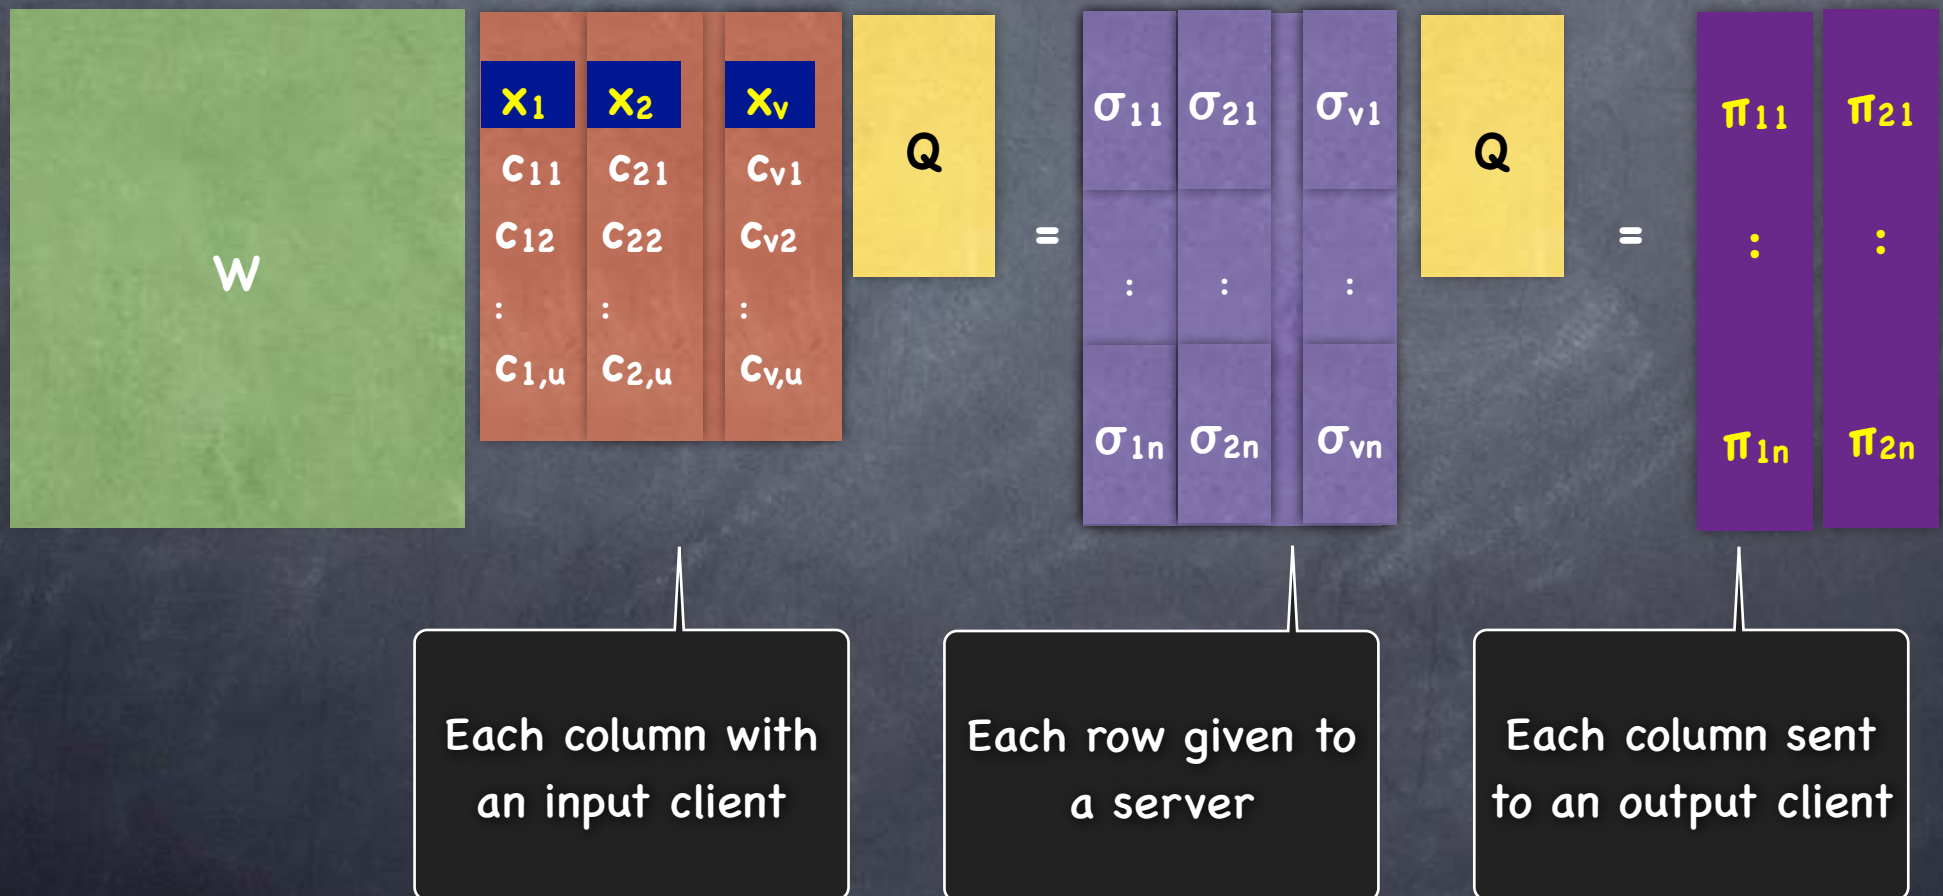 W
x1 x2 xv
c11 c21 cv1
c12 c22 cv2
: : :
c1,u c2,u cv,u
Q
=
σ11 σ21 σv1
: : :
σ1n σ2n σvn
Q
=
π11 π21
: :
π1n π2n
Each column with
an input client
Each row given to
a server
Each column sent
to an output client